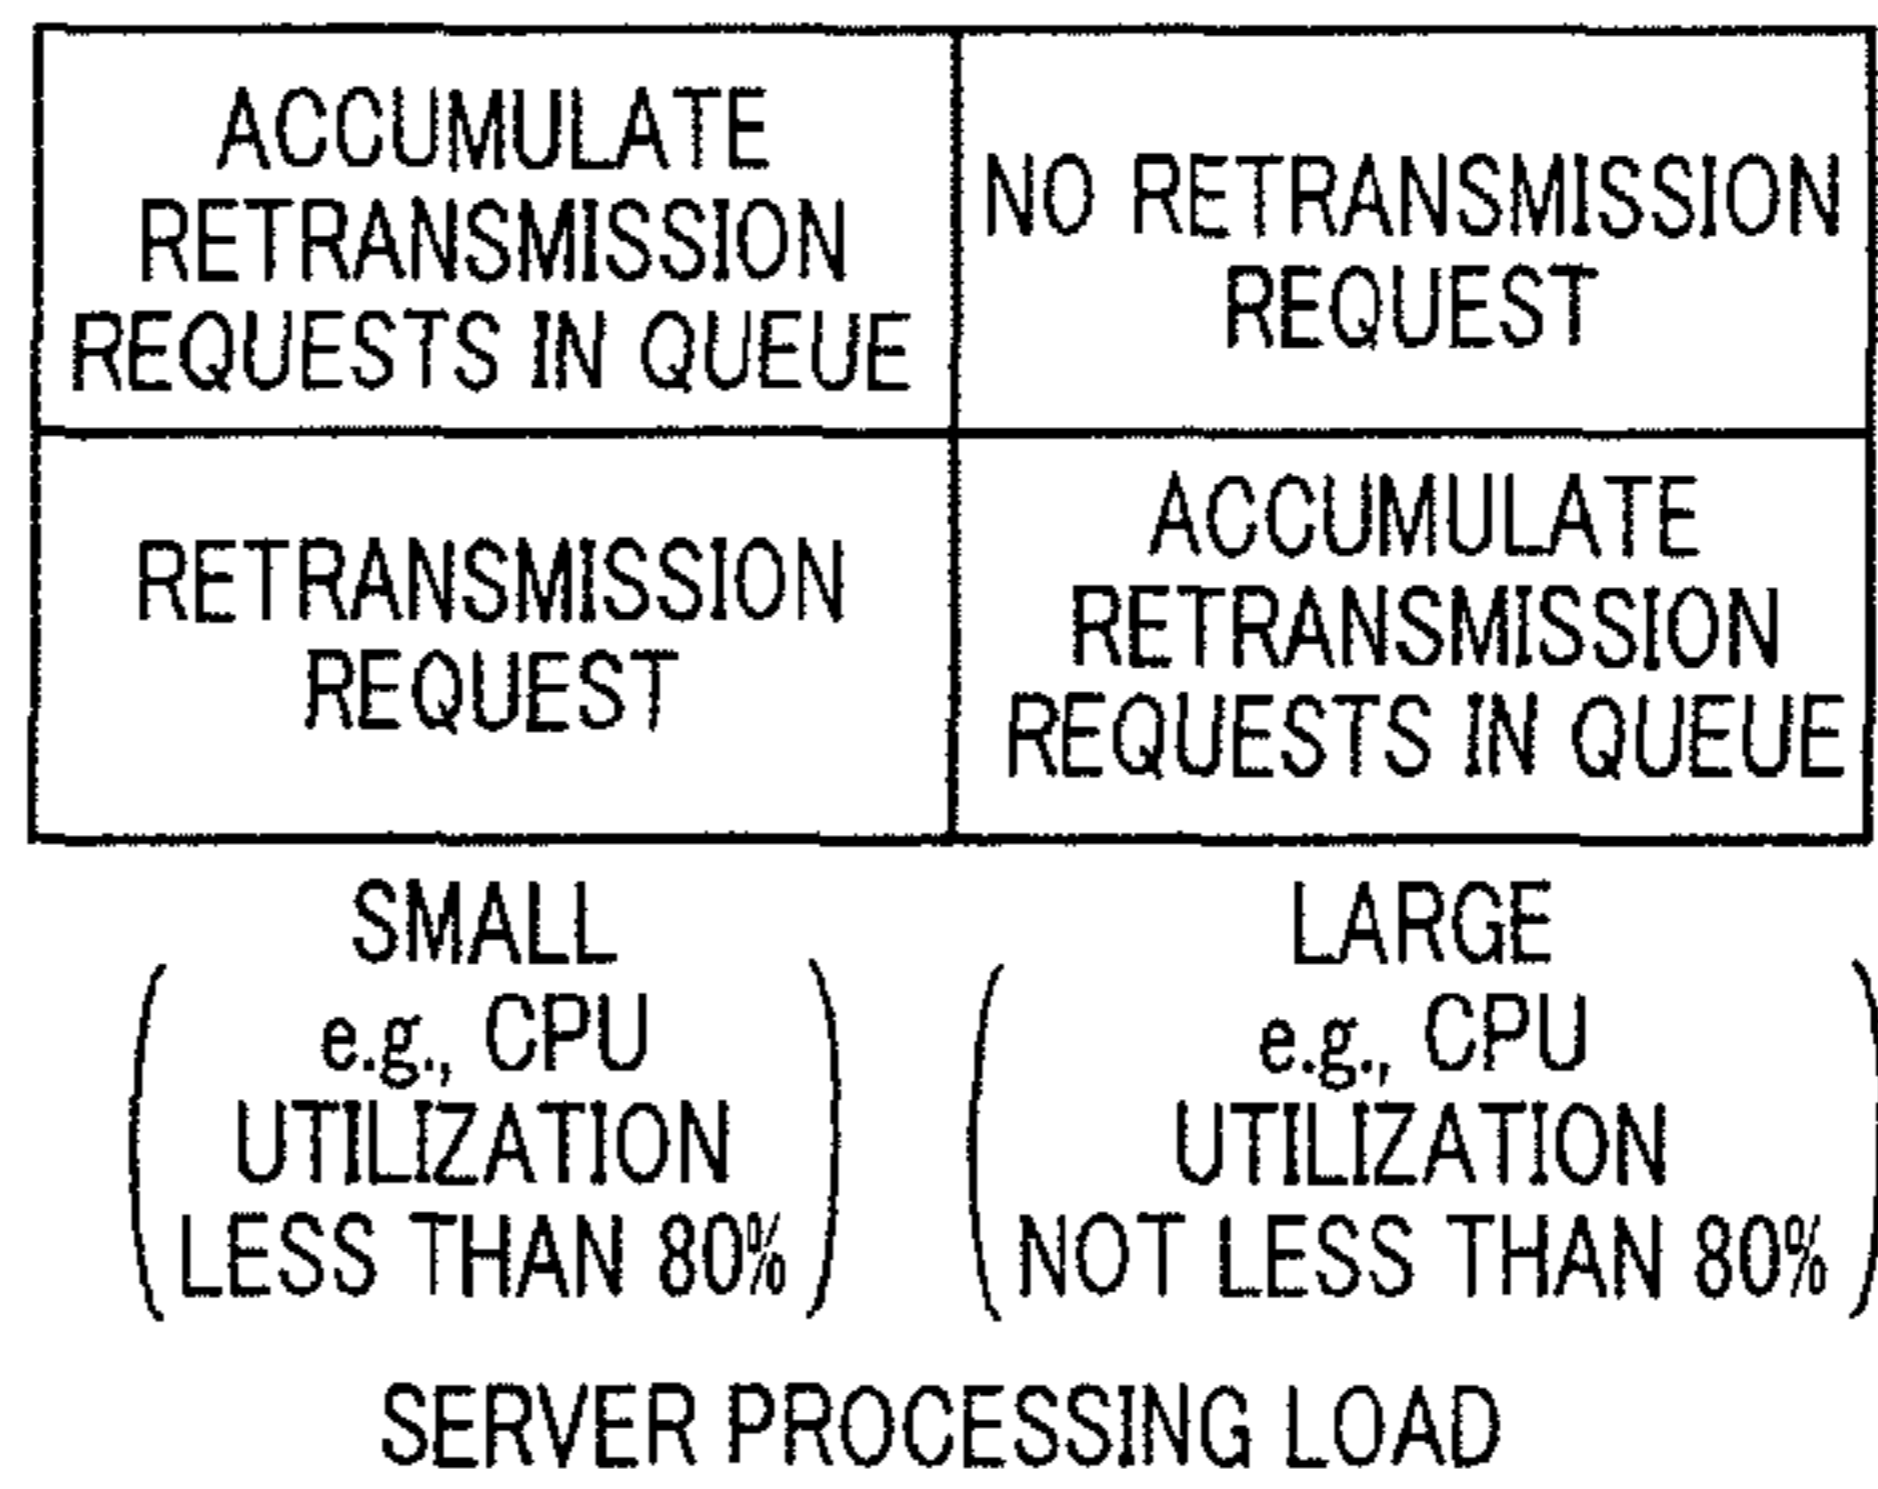 ACCUMULATE
RETRANSMISSION
REQUESTS IN QUEUE
NO RETRANSMISSION
REQUEST
RETRANSMISSION
REQUEST
ACCUMULATE
RETRANSMISSION
REQUESTS IN QUEUE
SMALL
e.g., CPU
UTILIZATION
LESS THAN 80%
LARGE
e.g., CPU
UTILIZATION
NOT LESS THAN 80%
SERVER PROCESSING LOAD